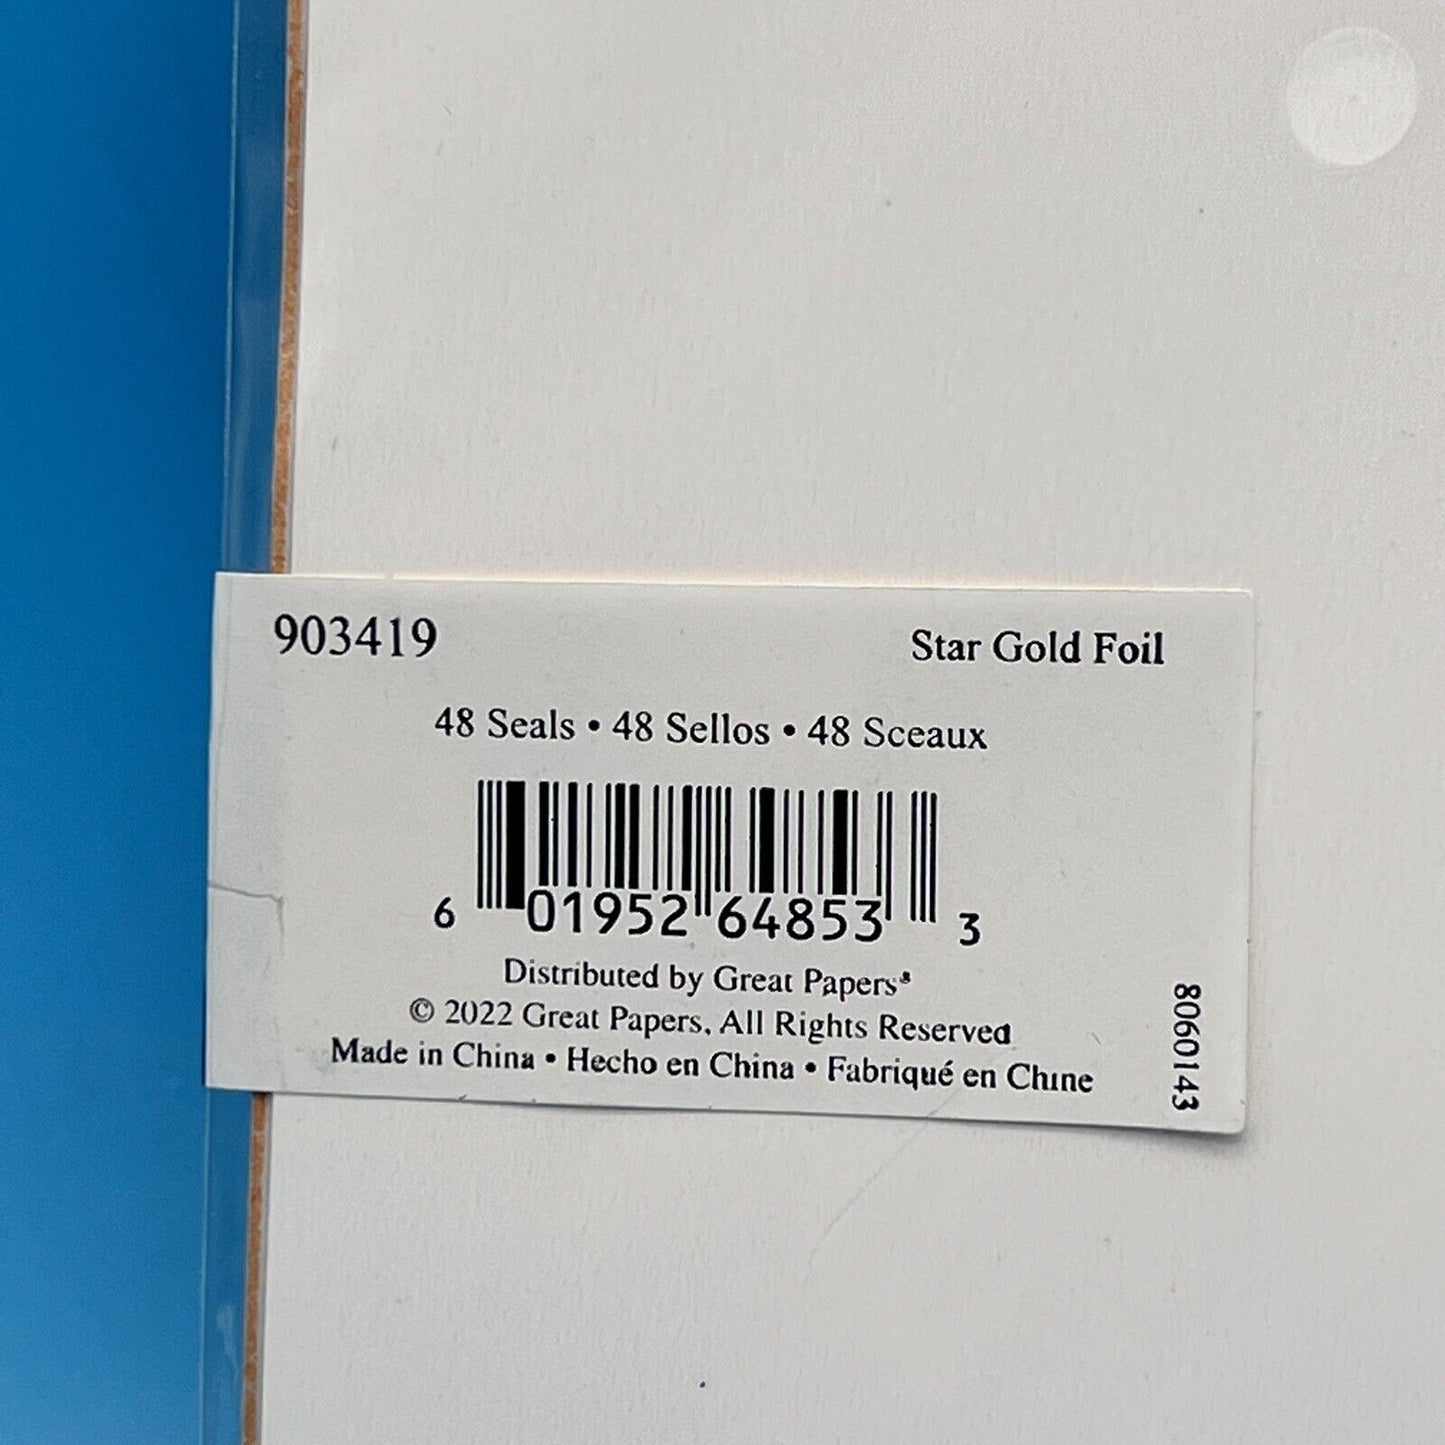 903419
Star Gold Foil
48 Seals • 48 Sellos • 48 Sceaux
6 01952 64853 3
Distributed by Great Papers®
© 2022 Great Papers, All Rights Reserved
Made in China • Hecho en China • Fabriqué en Chine
8060143